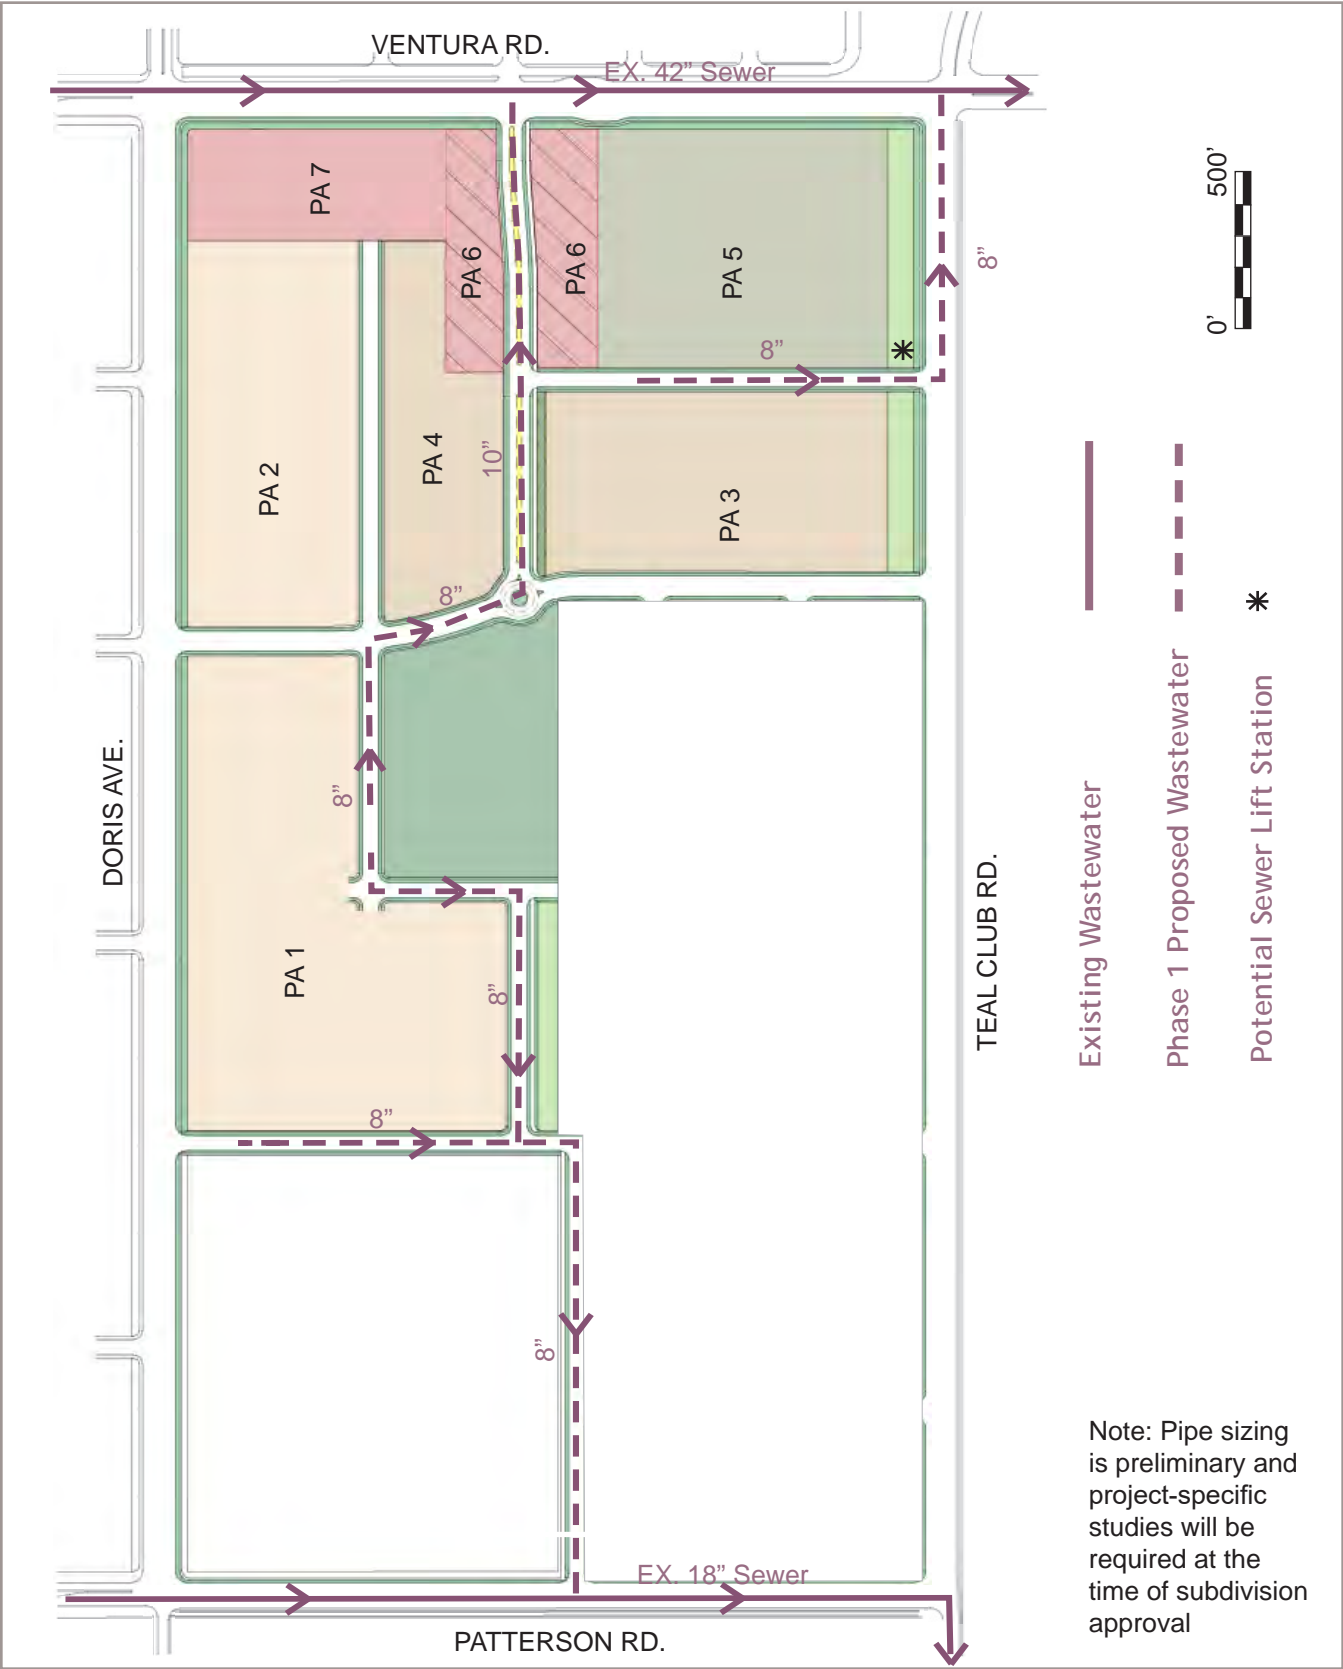 VENTURA RD.
EX. 42” Sewer
PA 7
PA 6
PA 6
PA 5
8”
500’
0’
8”
PA 2
PA 4
10”
PA 3
8”
DORIS AVE.
8”
TEAL CLUB RD.
PA 1
8”
8”
8”
Existing Wastewater
Phase 1 Proposed Wastewater
Potential Sewer Lift Station
EX. 18” Sewer
PATTERSON RD.
Note: Pipe sizing
is preliminary and
project-specific
studies will be
required at the
time of subdivision
approval